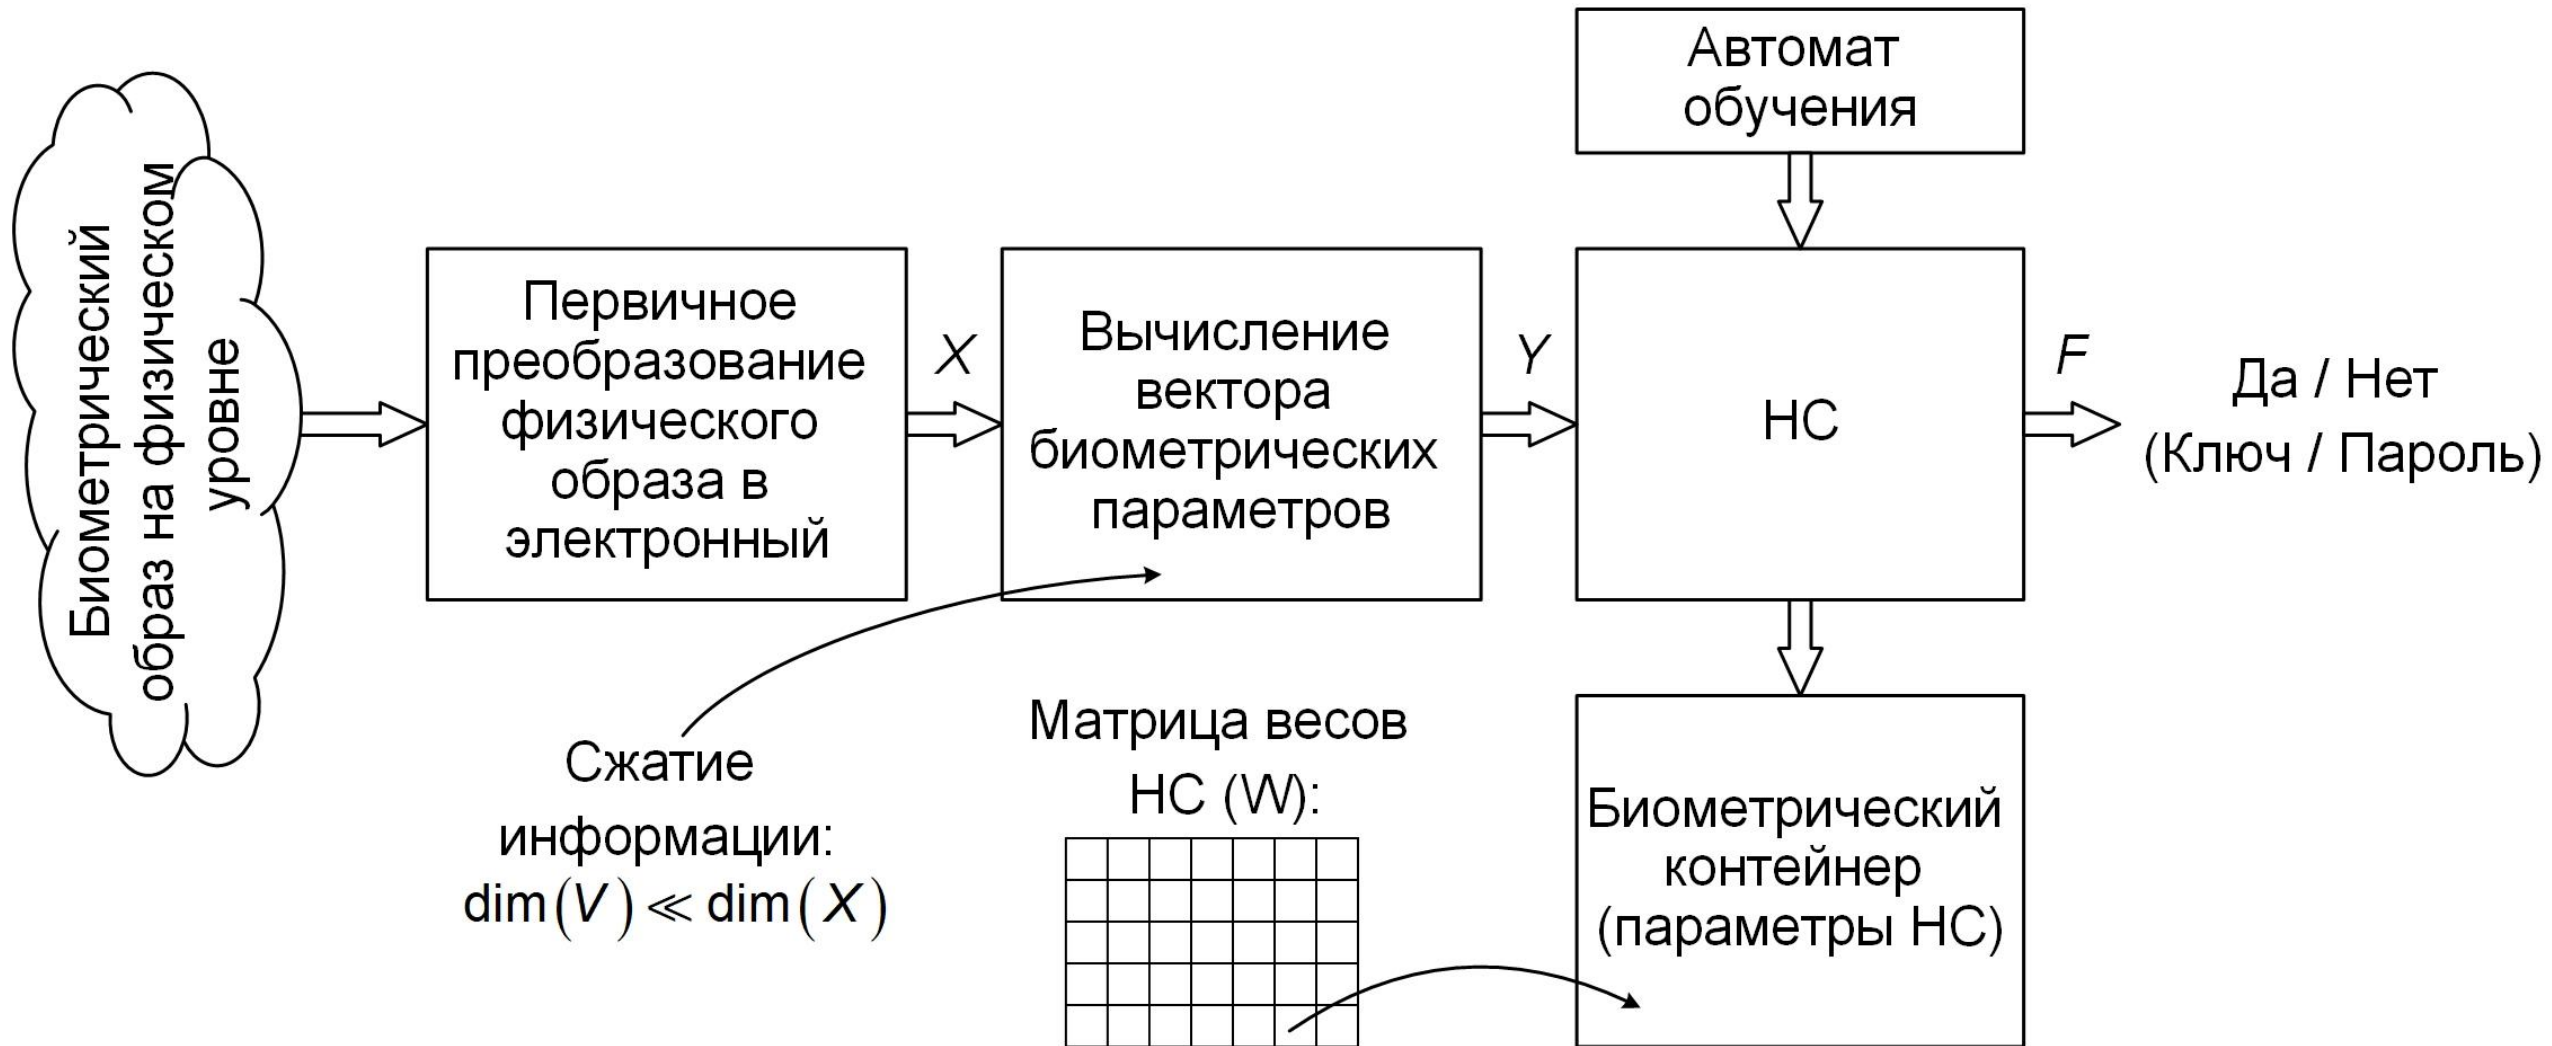 Биометрический
образ на физическом
уровне
Первичное
преобразование
физического
образа в
электронный
X
Вычисление
вектора
биометрических
параметров
Y
Автомат
обучения
НС
F
Да / Нет
(Ключ / Пароль)
Сжатие
информации:
dim(V) ≪ dim(X)
Матрица весов
НС (W):
Биометрический
контейнер
(параметры НС)